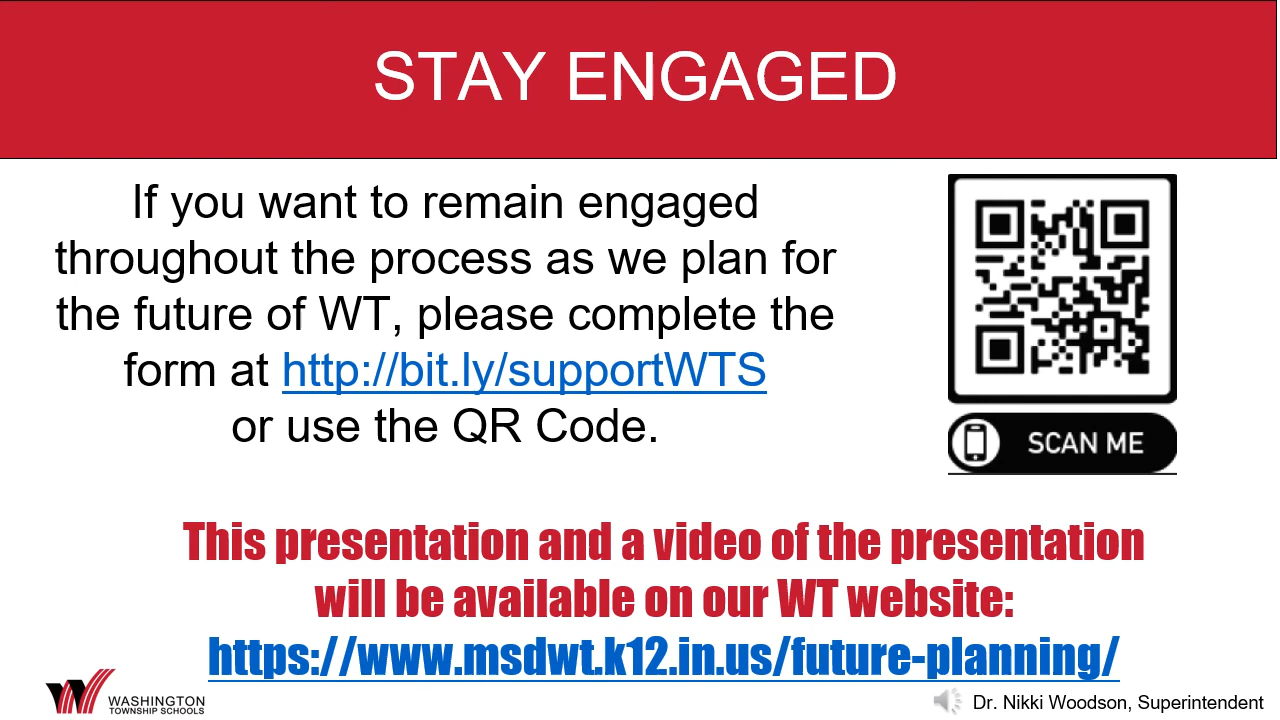 STAY ENGAGED
If you want to remain engaged
throughout the process as we plan for
the future of WT, please complete the
form at http://bit.ly/supportWTS
or use the QR Code.
SCAN ME
This presentation and a video of the presentation
will be available on our WT website:
https://www.msdwt.k12.in.us/future-planning/
WASHINGTON
TOWNSHIP SCHOOLS
Dr. Nikki Woodson, Superintendent